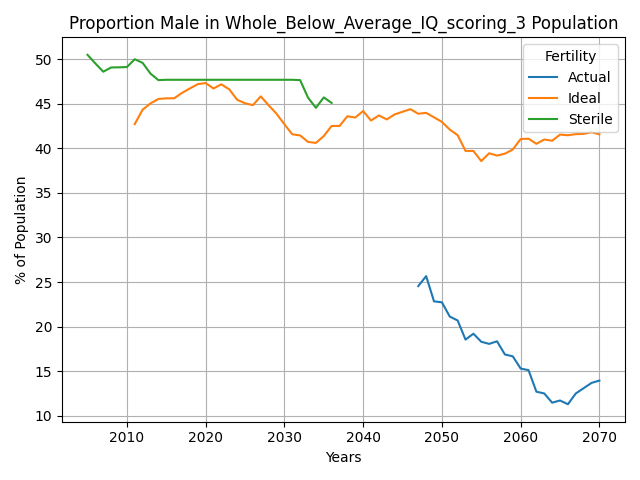 Proportion Male in Whole_Below_Average_IQ_scoring_3 Population
Fertility
Actual
Ideal
Sterile
% of Population
50
45
40
35
30
25
20
15
10
2010 2020 2030 2040 2050 2060 2070
Years